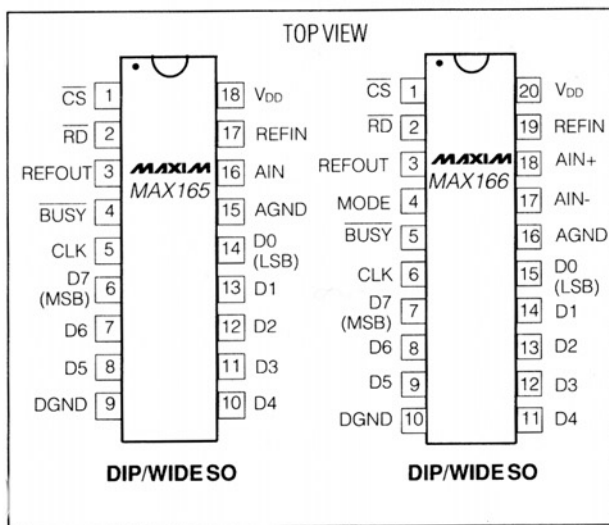 TOP VIEW
CS 1 18 VDD
RD 2 17 REFIN
REFOUT 3 16 AIN
BUSY 4 15 AGND
CLK 5 14 D0 (LSB)
D7 (MSB) 6 13 D1
D6 7 12 D2
D5 8 11 D3
DGND 9 10 D4
MAXIM
MAX165
DIP/WIDE SO
CS 1 20 VDD
RD 2 19 REFIN
REFOUT 3 18 AIN+
MODE 4 17 AIN-
BUSY 5 16 AGND
CLK 6 15 D0 (LSB)
D7 (MSB) 7 14 D1
D6 8 13 D2
D5 9 12 D3
DGND 10 11 D4
MAXIM
MAX166
DIP/WIDE SO